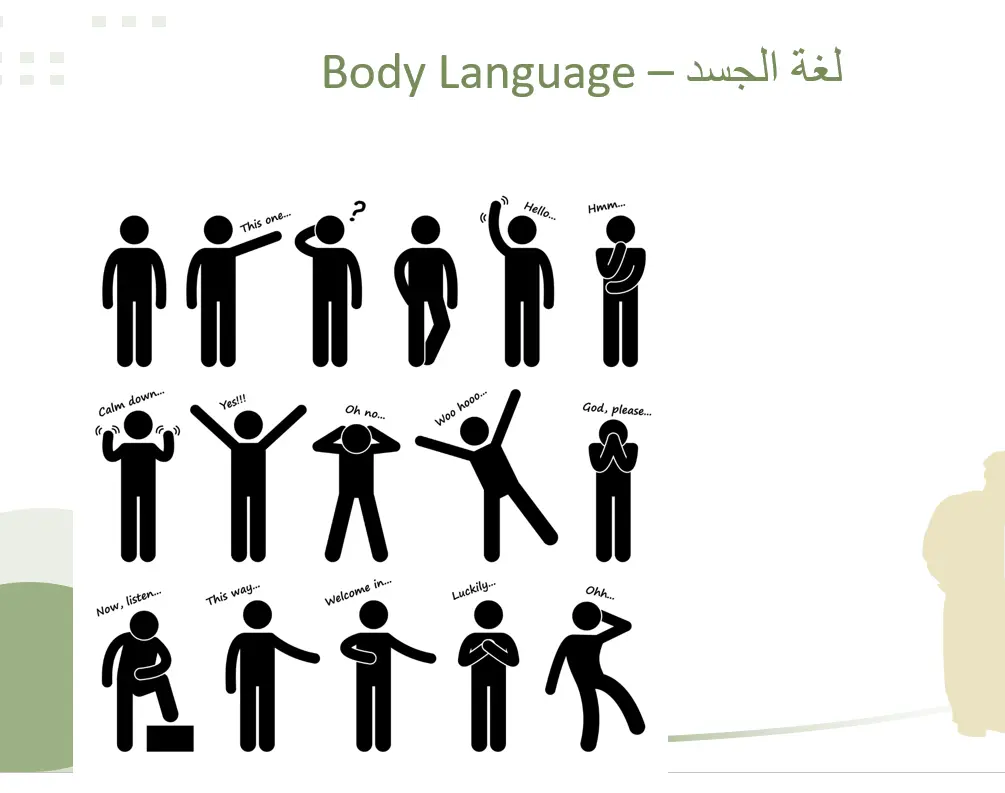 Body Language – لغة الجسد
This one...
?
Hello...
Hmm...
Calm down...
Yes!!!
Oh no...
Woo hooo...
God, please...
Now, listen...
This way...
Welcome in...
Luckily...
Ohh...